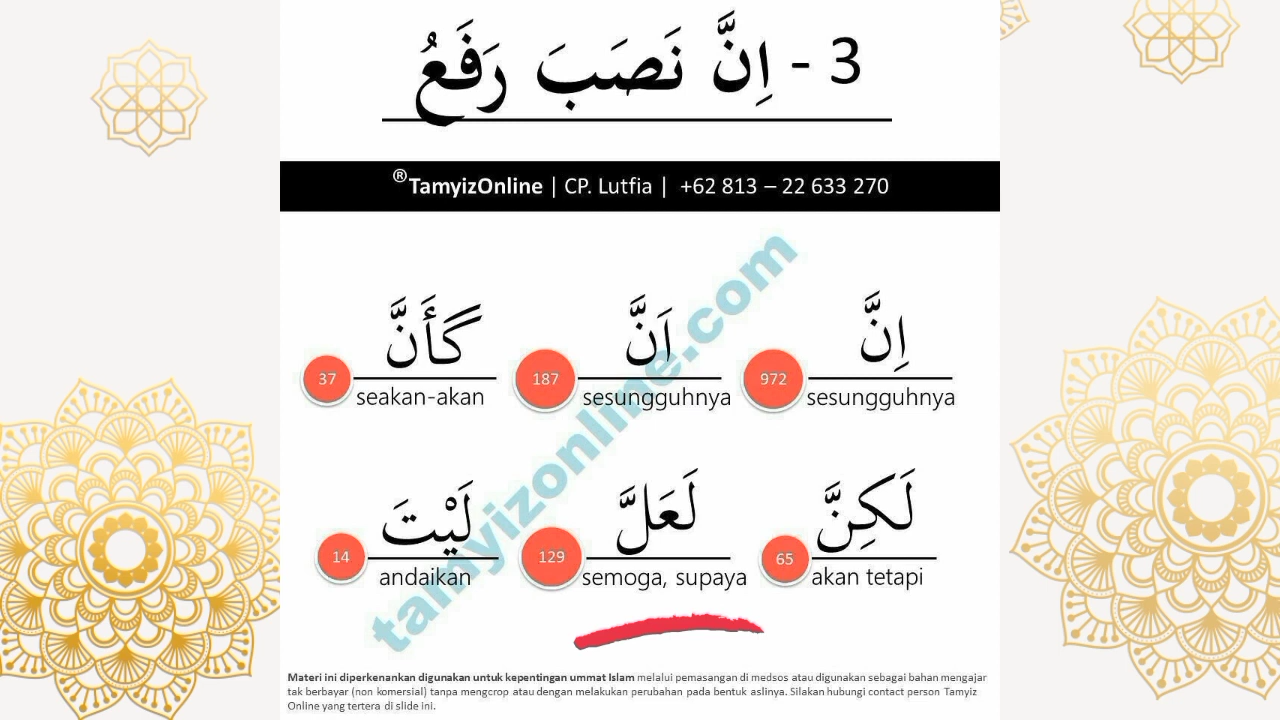 3 - اِنَّ نَصَبَ رَفَعُ
®TamyizOnline | CP. Lutfia | +62 813 – 22 633 270
اِنَّ
972
sesungguhnya
اَنَّ
187
sesungguhnya
كَأَنَّ
37
seakan-akan
لَكِنَّ
65
akan tetapi
لَعَلَّ
129
semoga, supaya
لَيْتَ
14
andaikan
tamyizonline.com
Materi ini diperkenankan digunakan untuk kepentingan ummat Islam melalui pemasangan di medsos atau digunakan sebagai bahan mengajar
tak berbayar (non komersial) tanpa mengcrop atau dengan melakukan perubahan pada bentuk aslinya. Silakan hubungi contact person Tamyiz
Online yang tertera di slide ini.